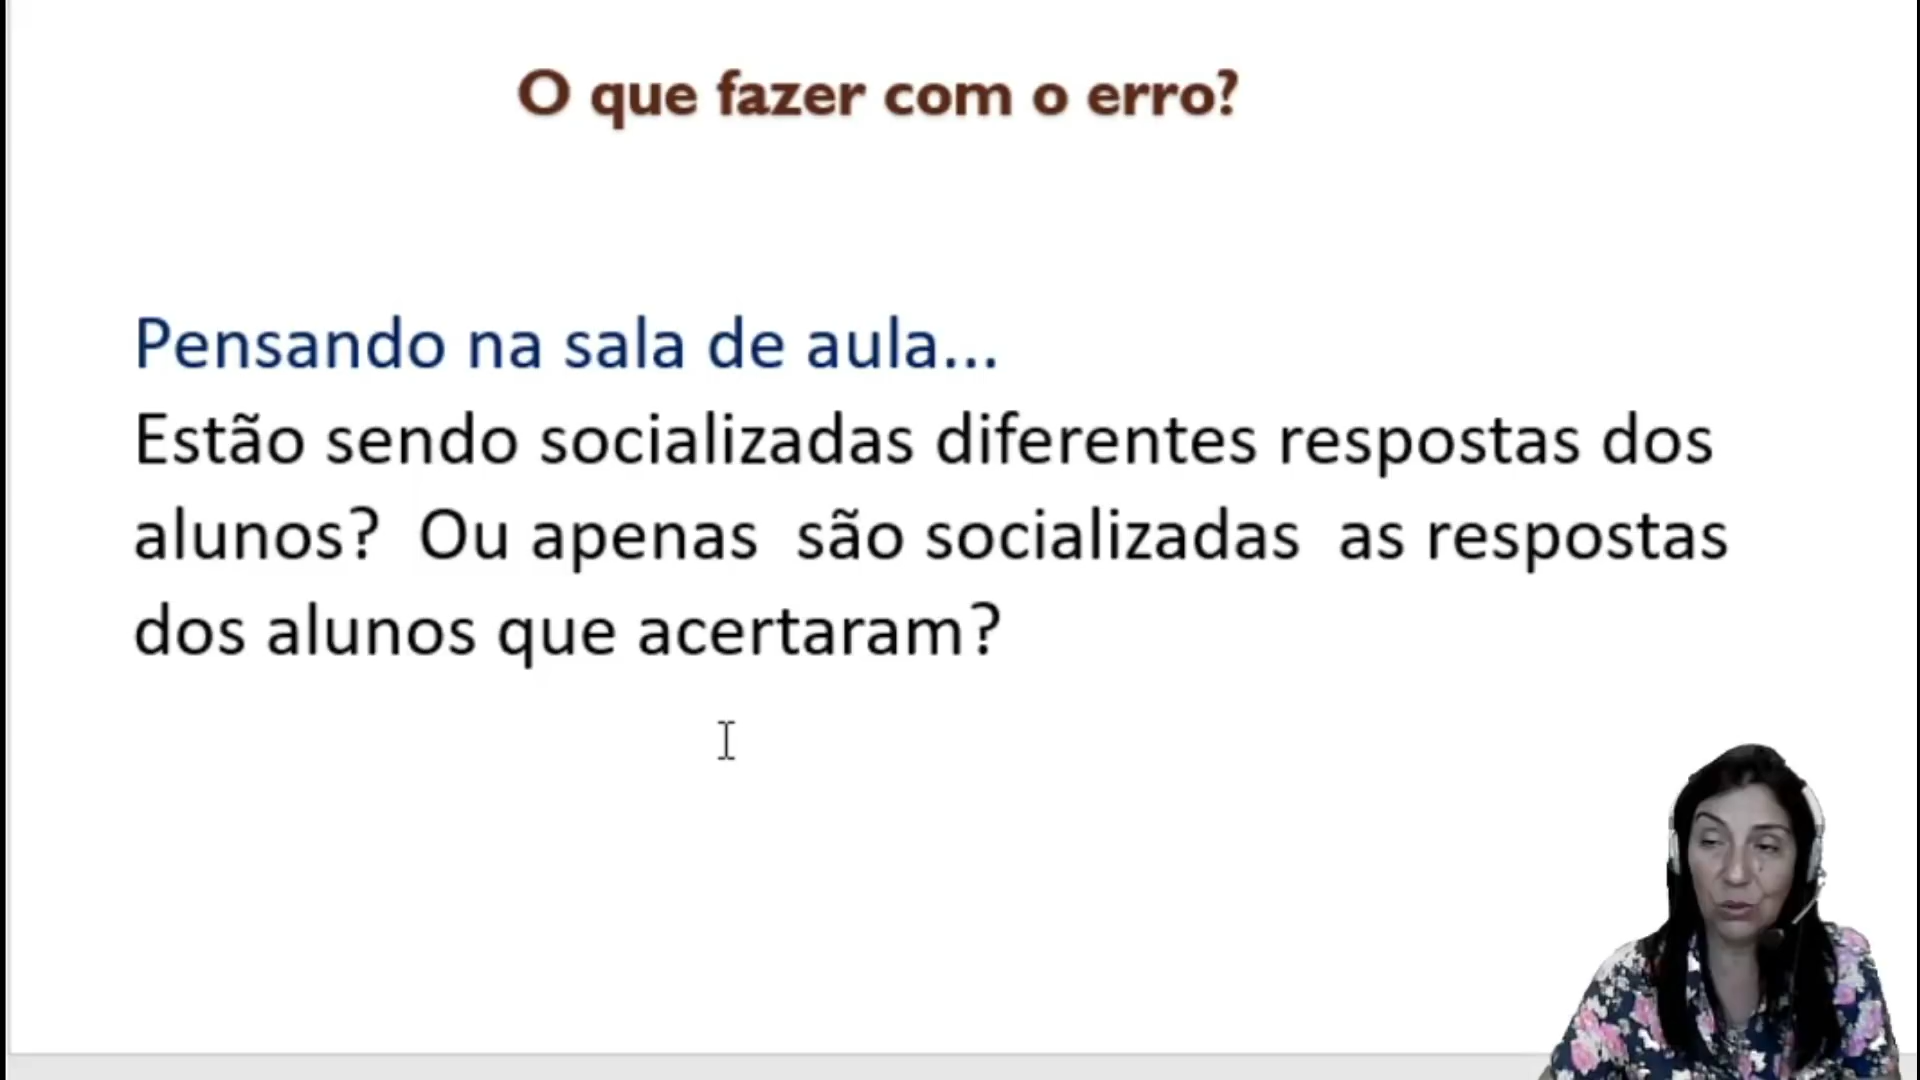 O que fazer com o erro?
Pensando na sala de aula...
Estão sendo socializadas diferentes respostas dos
alunos? Ou apenas são socializadas as respostas
dos alunos que acertaram?